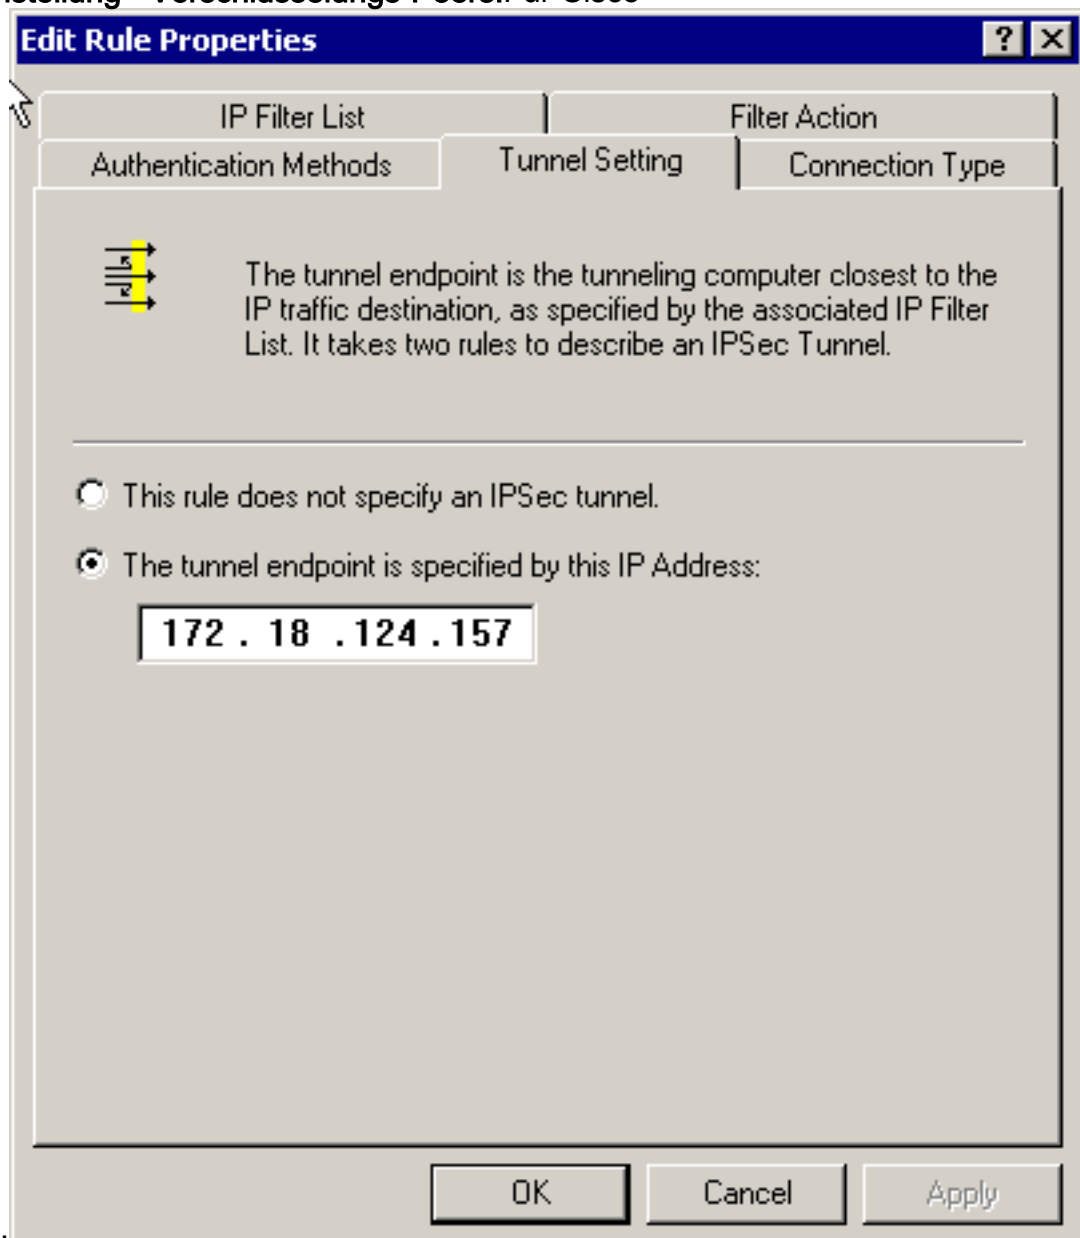 Edit Rule Properties
IP Filter List
Filter Action
Authentication Methods
Tunnel Setting
Connection Type
The tunnel endpoint is the tunneling computer closest to the
IP traffic destination, as specified by the associated IP Filter
List. It takes two rules to describe an IPSec Tunnel.
This rule does not specify an IPSec tunnel.
The tunnel endpoint is specified by this IP Address:
172 . 18 . 124 . 157
OK
Cancel
Apply